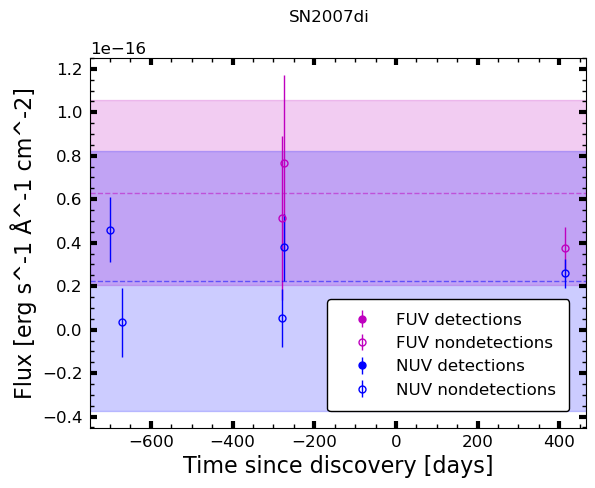 SN2007di
1e−16
1.2
1.0
0.8
0.6
0.4
0.2
0.0
−0.2
−0.4
Flux [erg s^-1 Å^-1 cm^-2]
FUV detections
FUV nondetections
NUV detections
NUV nondetections
−600 −400 −200 0 200 400
Time since discovery [days]